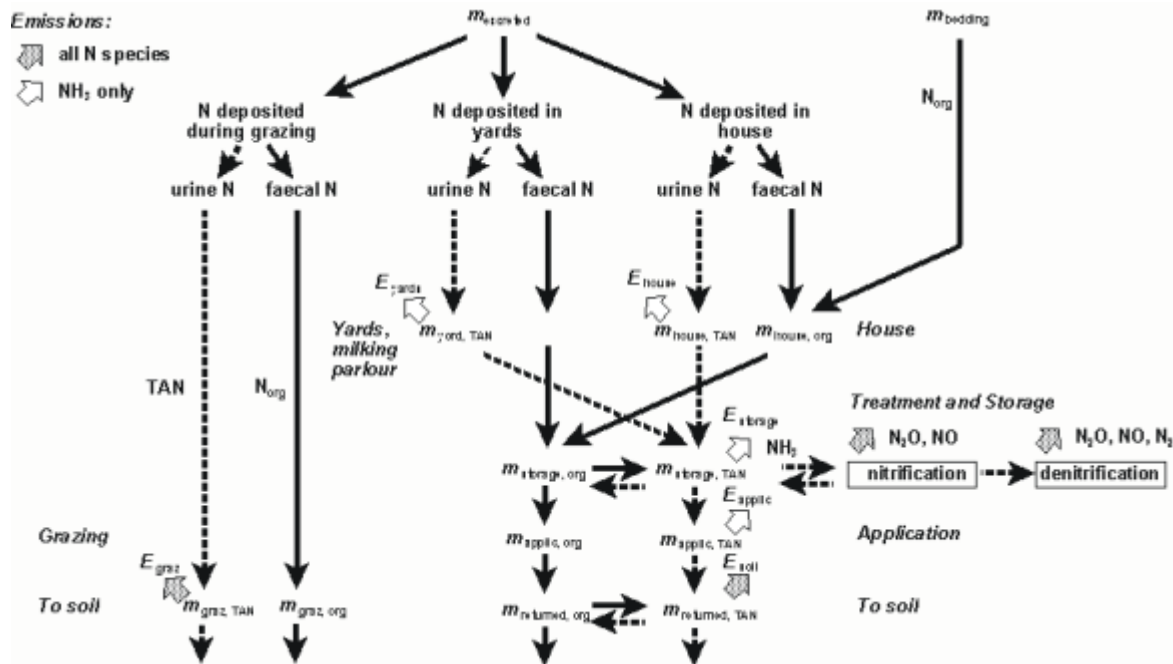 Emissions:
all N species
NH3 only
m excreted
m bedding
Norg
N deposited
during grazing
N deposited in
yards
N deposited in
house
urine N
faecal N
urine N
faecal N
urine N
faecal N
E yards
E house
Yards,
milking
parlour
m yard, TAN
m house, TAN
m house, org
House
TAN
Norg
Treatment and Storage
E storage
NH3
N2O, NO
N2O, NO, N2
m storage, org
m storage, TAN
nitrification
denitrification
E applic
Grazing
m applic, org
m applic, TAN
Application
E graz
E soil
To soil
m graz, TAN
m graz, org
m returned, org
m returned, TAN
To soil